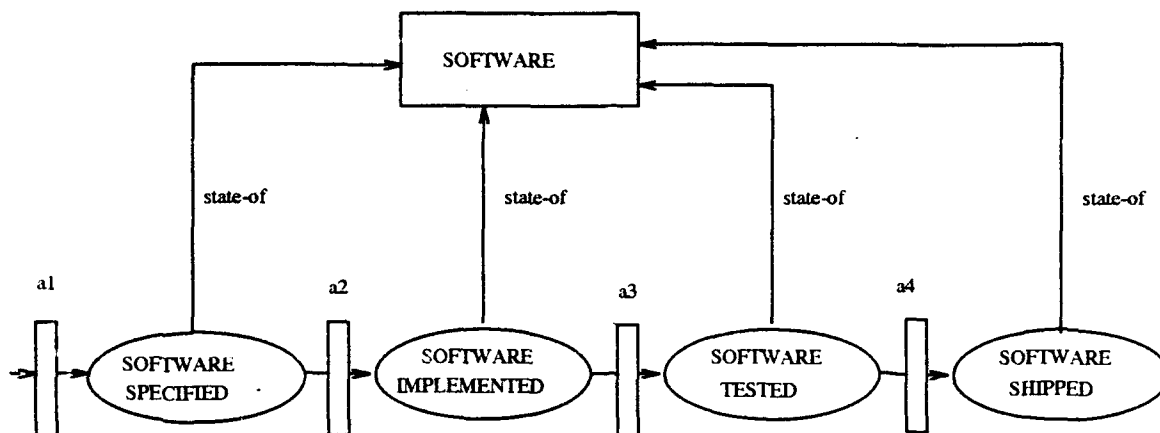 SOFTWARE
state-of
state-of
state-of
state-of
a1
a2
a3
a4
SOFTWARE
SPECIFIED
SOFTWARE
IMPLEMENTED
SOFTWARE
TESTED
SOFTWARE
SHIPPED